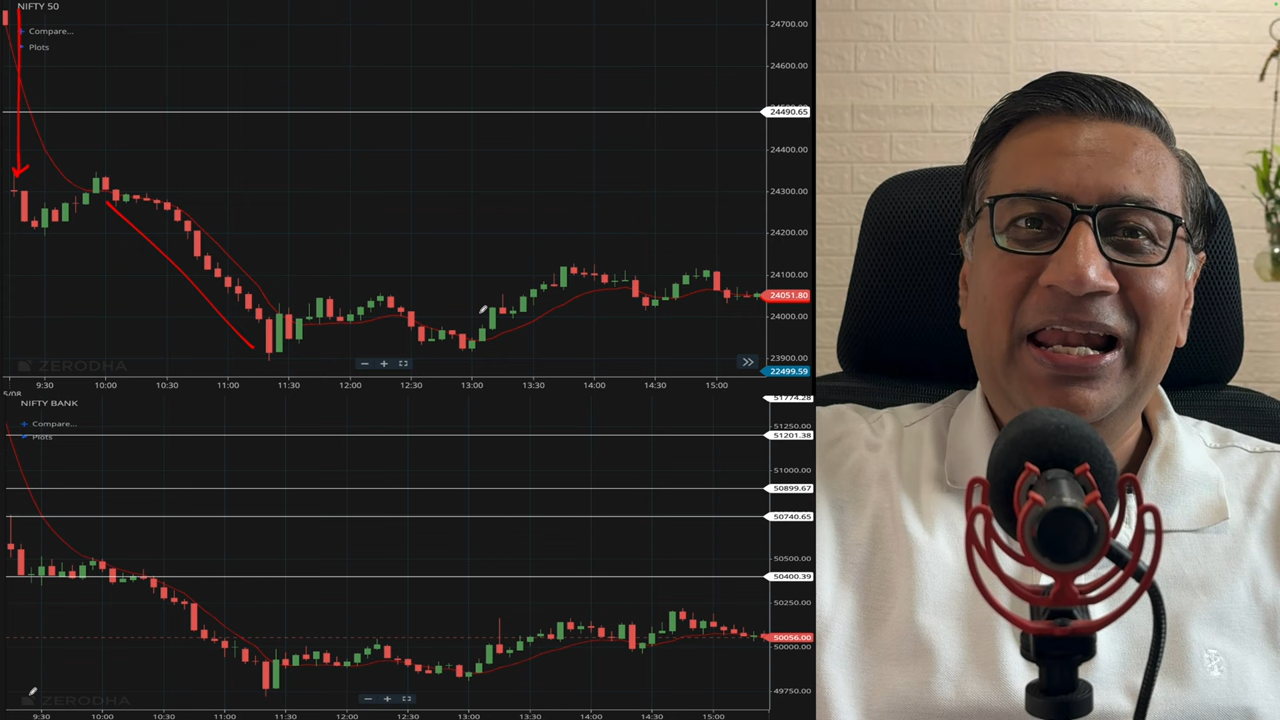 NIFTY 50
Compare...
Plots
24700.00
24600.00
24490.65
24400.00
24300.00
24200.00
24100.00
24051.80
24000.00
23900.00
22499.59
ZERODHA
9:30 10:00 10:30 11:00 11:30 12:00 12:30 13:00 13:30 14:00 14:30 15:00
5/08
NIFTY BANK
Compare...
Plots
51774.28
51250.00
51201.38
51000.00
50899.67
50740.65
50500.00
50400.39
50250.00
50056.00
50000.00
49750.00
ZERODHA
9:30 10:00 10:30 11:00 11:30 12:00 12:30 13:00 13:30 14:00 14:30 15:00